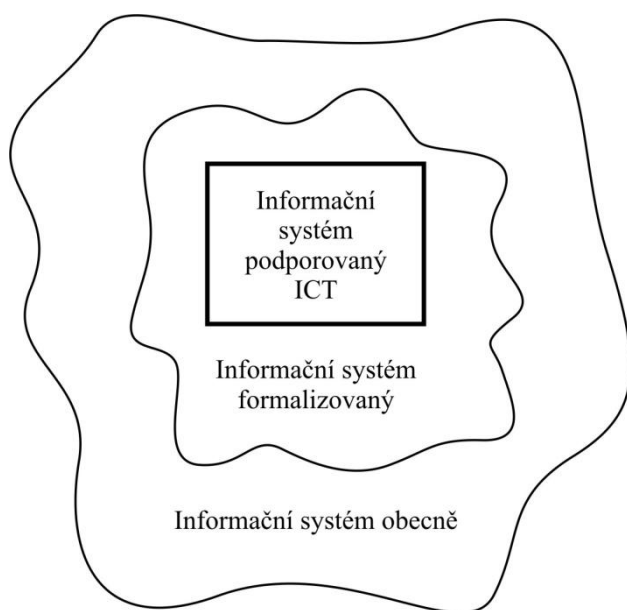 Informační
systém
podporovaný
ICT
Informační systém
formalizovaný
Informační systém obecně